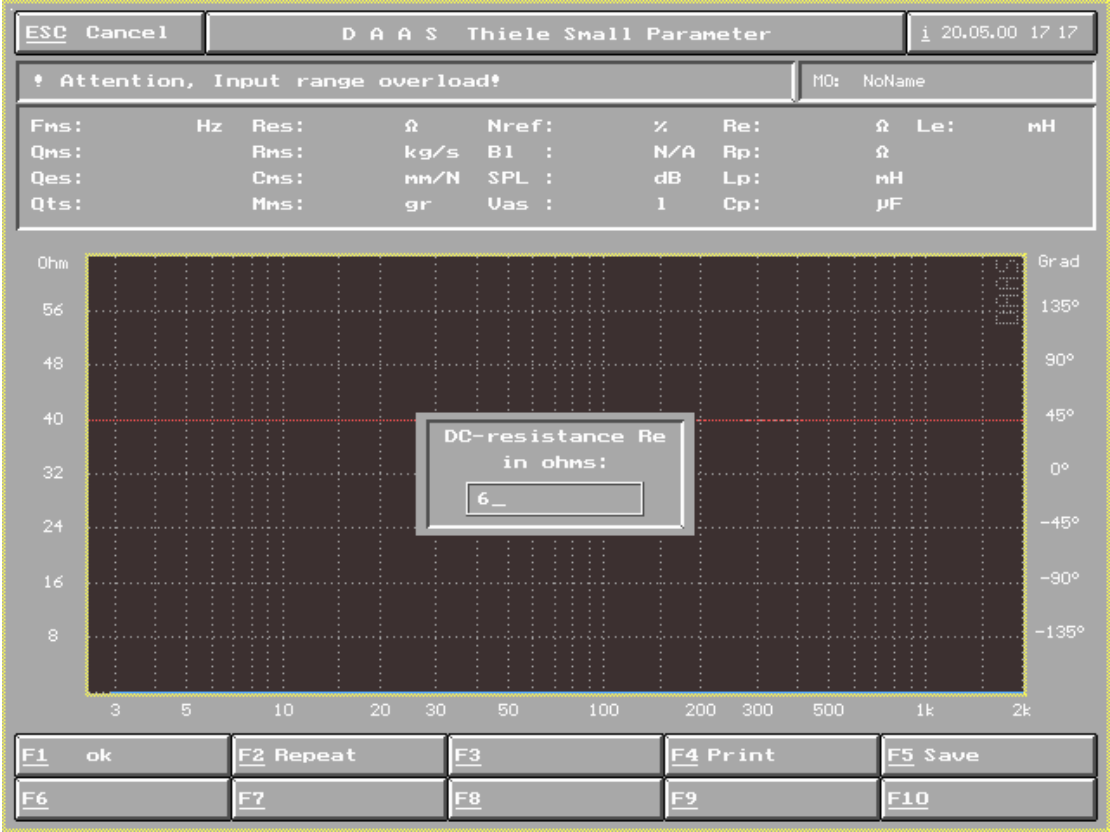 ESC Cancel D A A S Thiele Small Parameter i 20.05.00 17 17
! Attention, Input range overload! MO: NoName
Fms: Hz Res: Ω Nref: % Re: Ω Le: mH
Qms: Rms: kg/s Bl : N/A Rp: Ω
Qes: Cms: mm/N SPL : dB Lp: mH
Qts: Mms: gr Vas : l Cp: µF
Ohm Grad
DAAS
56 135°
48 90°
40 45°
DC-resistance Re
in ohms:
32 0°
6_
24 -45°
16 -90°
8 -135°
3 5 10 20 30 50 100 200 300 500 1k 2k
F1 ok F2 Repeat F3 F4 Print F5 Save
F6 F7 F8 F9 F10